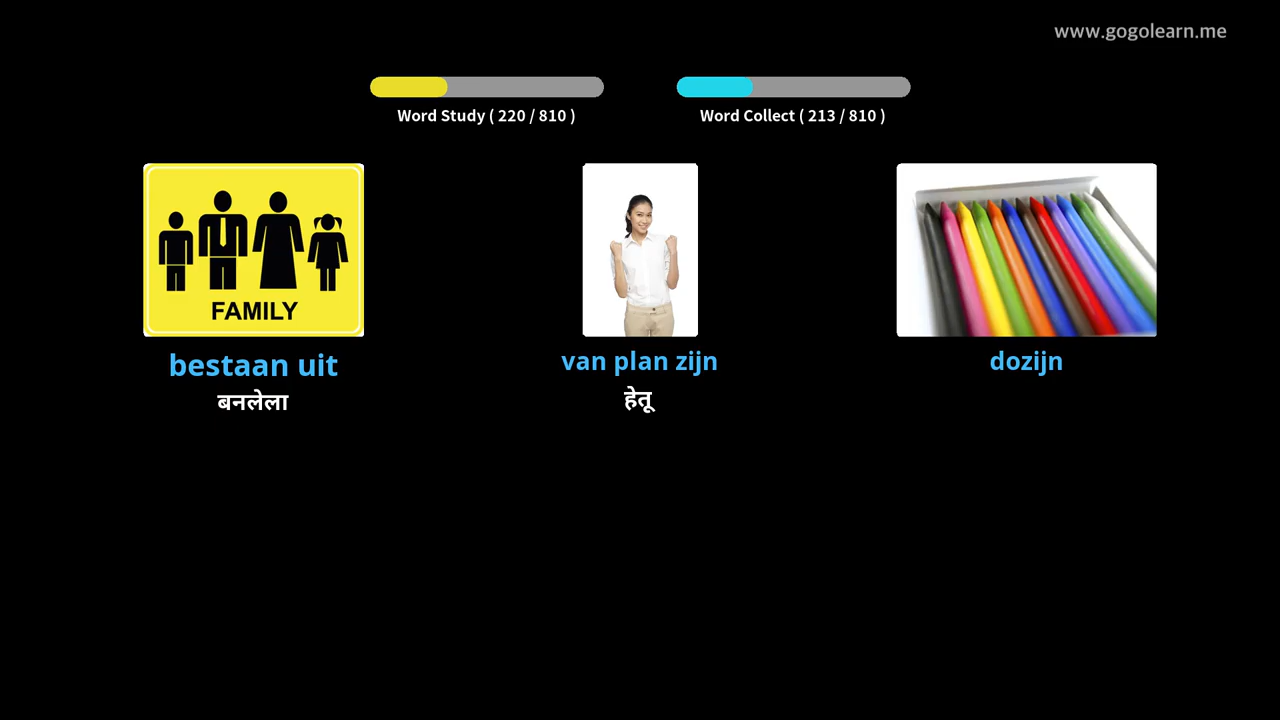 www.gogolearn.me
Word Study ( 220 / 810 )
Word Collect ( 213 / 810 )
FAMILY
bestaan uit
बनलेला
van plan zijn
हेतू
dozijn